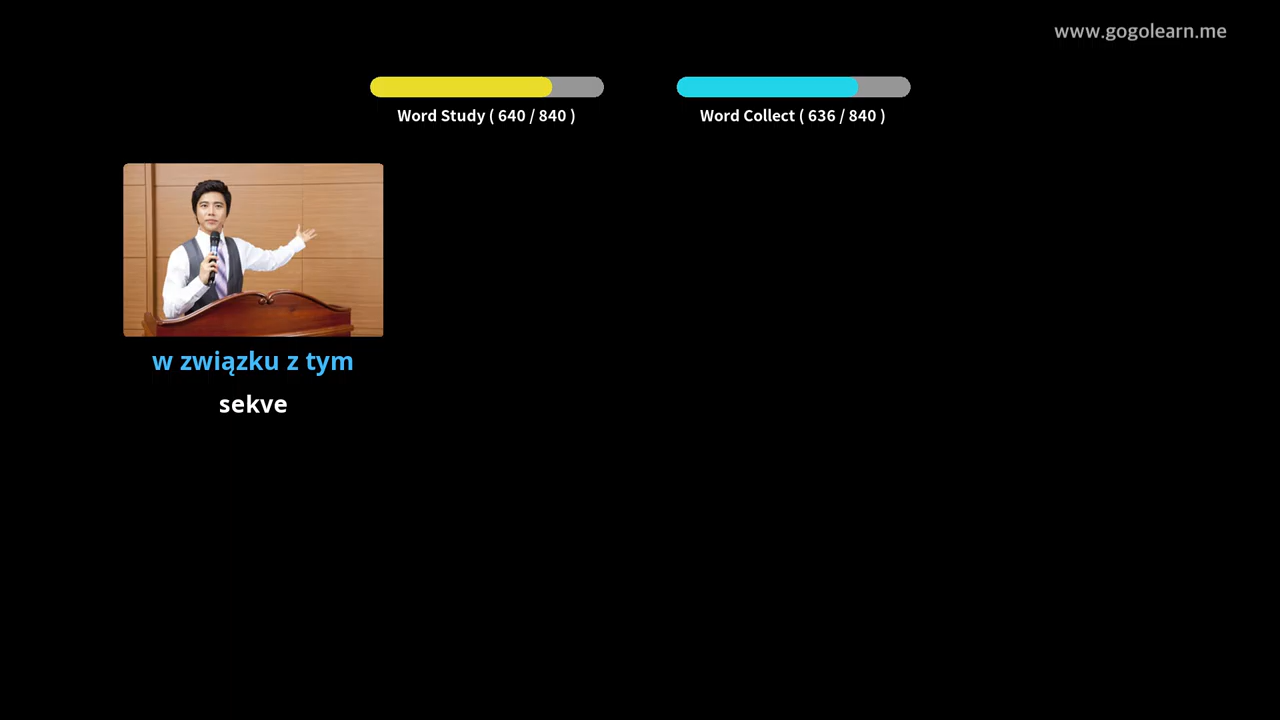 www.gogolearn.me
Word Study ( 640 / 840 )
Word Collect ( 636 / 840 )
w związku z tym
sekve